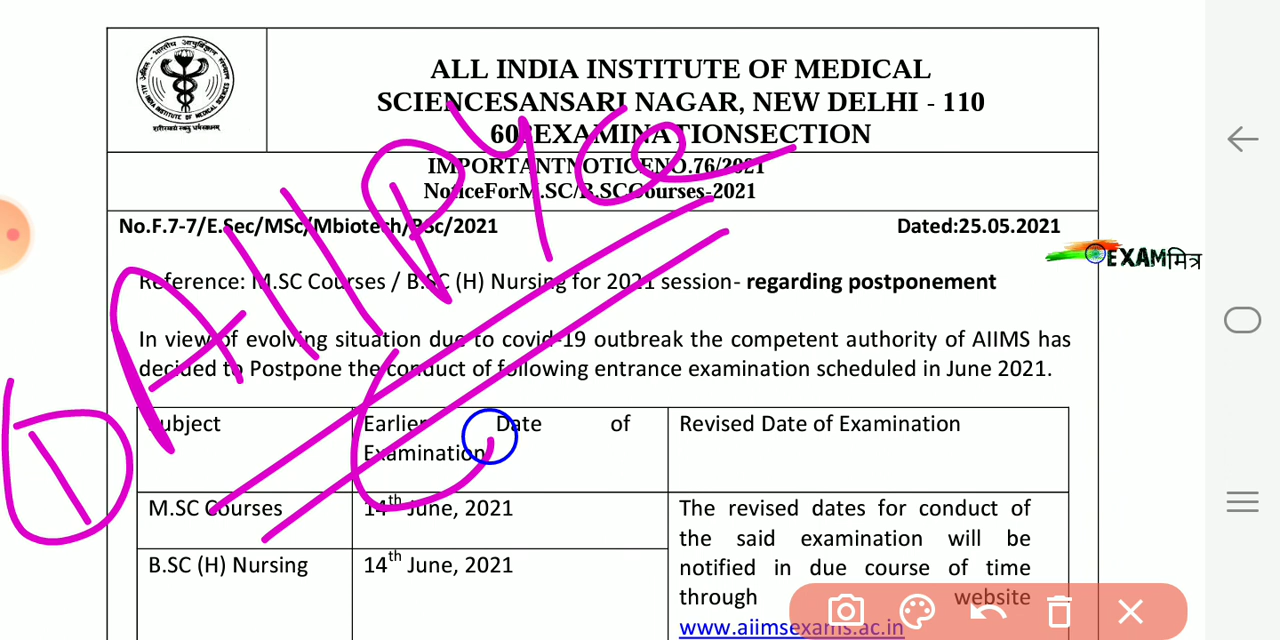 ALL INDIA INSTITUTE OF MEDICAL
SCIENCESANSARI NAGAR, NEW DELHI - 110
608EXAMINATIONSECTION
IMPORTANTNOTICENO.76/2021
NoticeForM.SC/B.SCCourses-2021
No.F.7-7/E.Sec/MSc/Mbiotech/BSc/2021 Dated:25.05.2021
EXAMमित्र
Reference: M.SC Courses / B.SC (H) Nursing for 2021 session- regarding postponement
In view of evolving situation due to covid-19 outbreak the competent authority of AIIMS has
decided to Postpone the conduct of following entrance examination scheduled in June 2021.
Subject Earlier Date of Examination Revised Date of Examination
M.SC Courses 14th June, 2021
B.SC (H) Nursing 14th June, 2021
The revised dates for conduct of
the said examination will be
notified in due course of time
through website
www.aiimsexams.ac.in